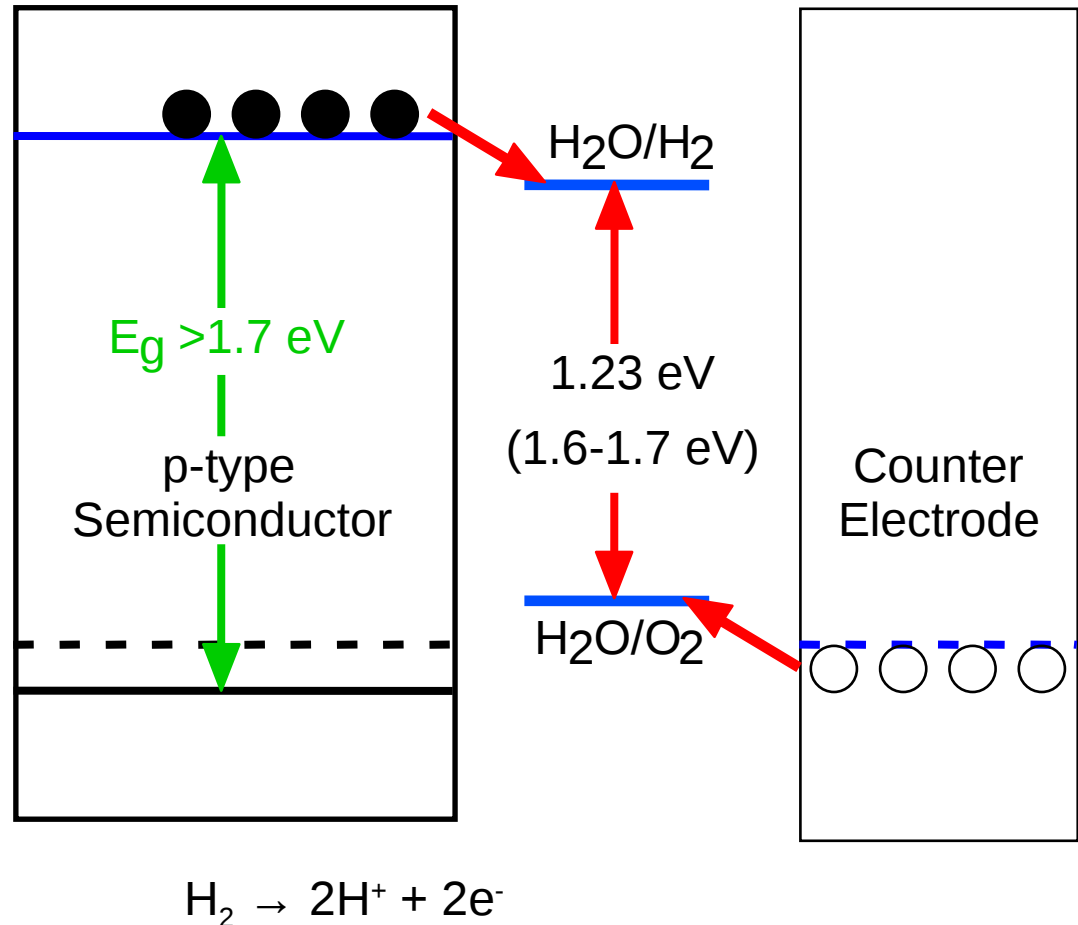 H₂O/H₂
E_g >1.7 eV
1.23 eV
(1.6-1.7 eV)
p-type
Semiconductor
Counter
Electrode
H₂O/O₂
H₂ → 2H⁺ + 2e⁻